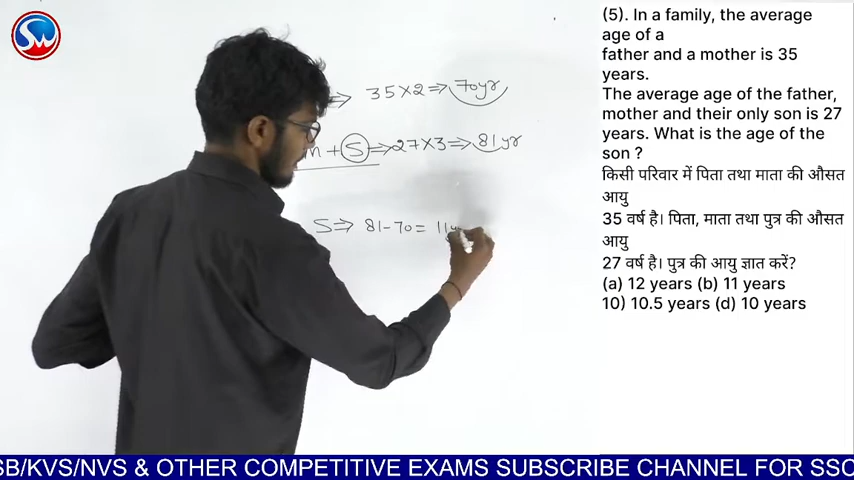 SW
⇒ 35×2⇒70yr
m + S⇒27×3⇒81yr
S⇒ 81-70= 11y
(5). In a family, the average
age of a
father and a mother is 35
years.
The average age of the father,
mother and their only son is 27
years. What is the age of the
son ?
किसी परिवार में पिता तथा माता की औसत
आयु
35 वर्ष है। पिता, माता तथा पुत्र की औसत
आयु
27 वर्ष है। पुत्र की आयु ज्ञात करें?
(a) 12 years (b) 11 years
10) 10.5 years (d) 10 years
SB/KVS/NVS & OTHER COMPETITIVE EXAMS SUBSCRIBE CHANNEL FOR SSC